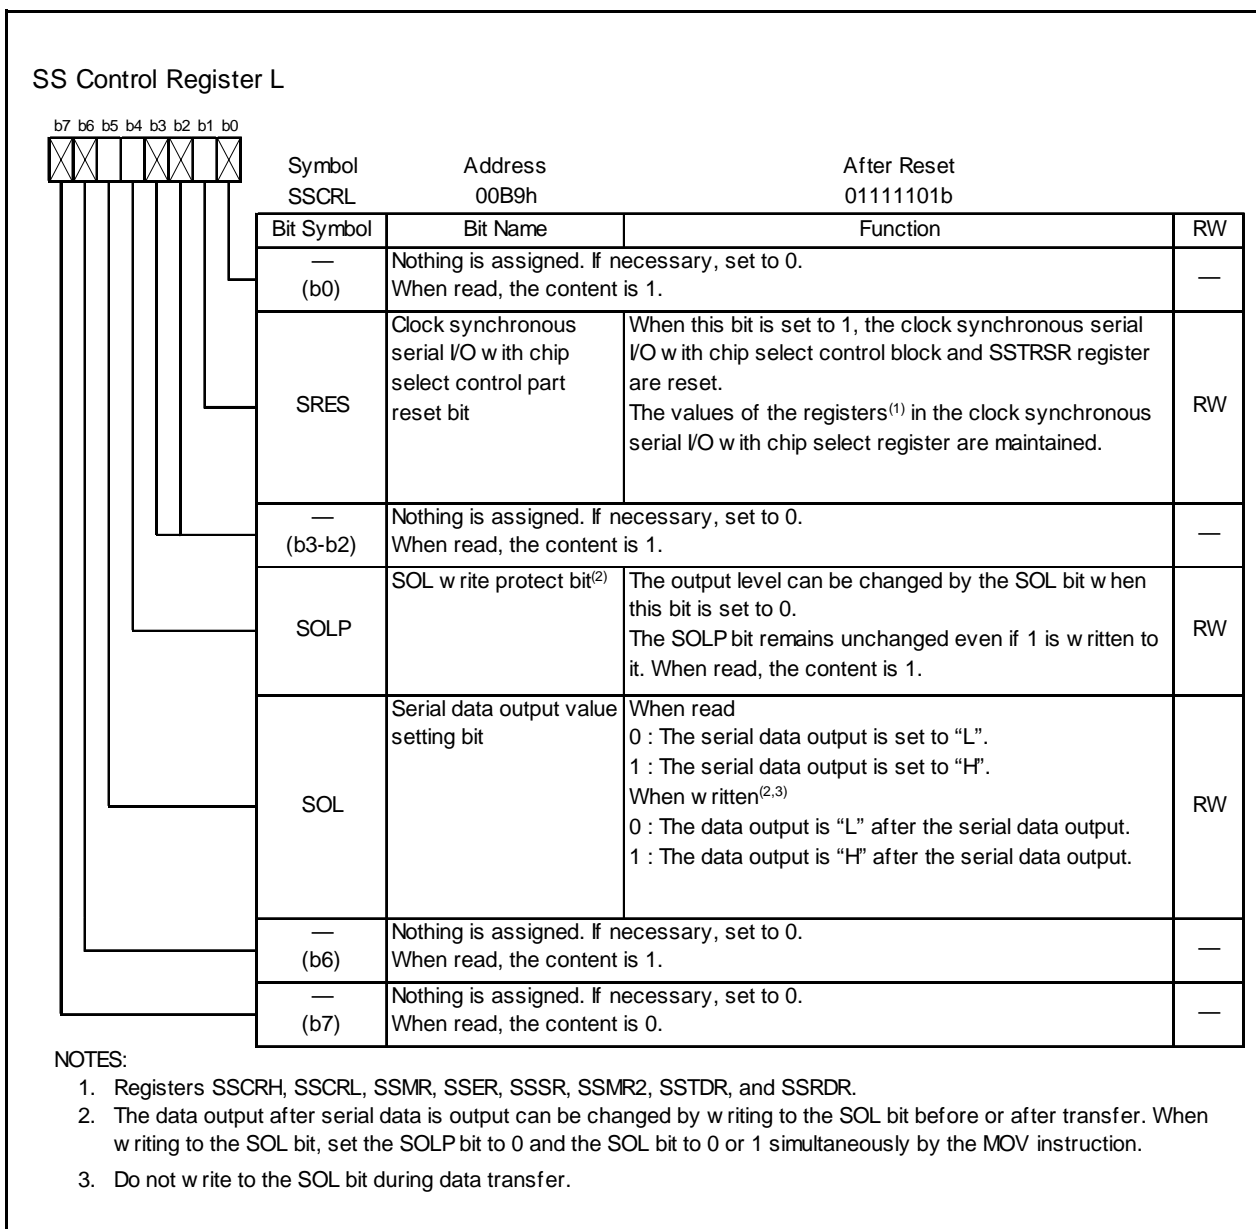 SS Control Register L
b7 b6 b5 b4 b3 b2 b1 b0
Symbol Address After Reset
SSCRL 00B9h 01111101b
Bit Symbol Bit Name Function RW
—
(b0)
Nothing is assigned. If necessary, set to 0.
When read, the content is 1.
—
SRES
Clock synchronous
serial I/O with chip
select control part
reset bit
When this bit is set to 1, the clock synchronous serial
I/O with chip select control block and SSTRSR register
are reset.
The values of the registers(1) in the clock synchronous
serial I/O with chip select register are maintained.
RW
—
(b3-b2)
Nothing is assigned. If necessary, set to 0.
When read, the content is 1.
—
SOLP
SOL write protect bit(2)
The output level can be changed by the SOL bit when
this bit is set to 0.
The SOLP bit remains unchanged even if 1 is written to
it. When read, the content is 1.
RW
SOL
Serial data output value
setting bit
When read
0 : The serial data output is set to “L”.
1 : The serial data output is set to “H”.
When written(2,3)
0 : The data output is “L” after the serial data output.
1 : The data output is “H” after the serial data output.
RW
—
(b6)
Nothing is assigned. If necessary, set to 0.
When read, the content is 1.
—
—
(b7)
Nothing is assigned. If necessary, set to 0.
When read, the content is 0.
—
NOTES:
1. Registers SSCRH, SSCRL, SSMR, SSER, SSSR, SSMR2, SSTDR, and SSRDR.
2. The data output after serial data is output can be changed by writing to the SOL bit before or after transfer. When
writing to the SOL bit, set the SOLP bit to 0 and the SOL bit to 0 or 1 simultaneously by the MOV instruction.
3. Do not write to the SOL bit during data transfer.